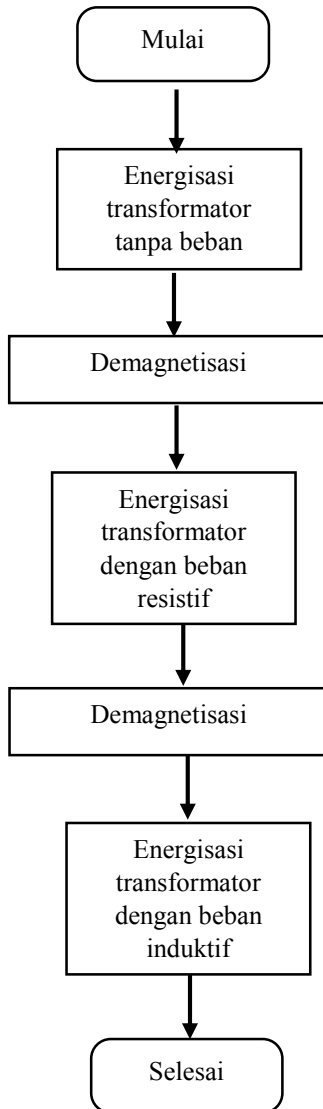 Mulai
Energisasi
transformator
tanpa beban
Demagnetisasi
Energisasi
transformator
dengan beban
resistif
Demagnetisasi
Energisasi
transformator
dengan beban
induktif
Selesai